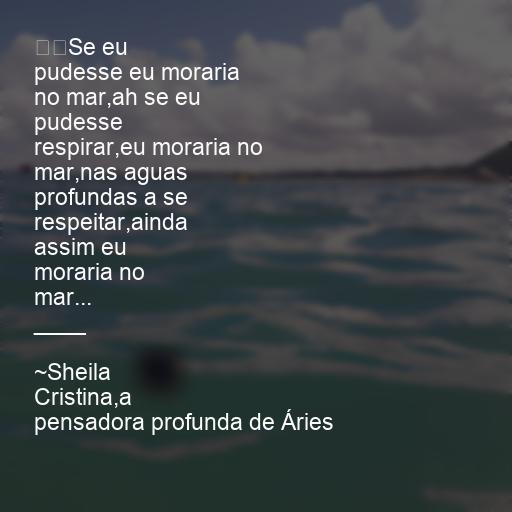 Se eu
pudesse eu moraria
no mar,ah se eu
pudesse
respirar,eu moraria no
mar,nas aguas
profundas a se
respeitar,ainda
assim eu
moraria no
mar...
____
~Sheila
Cristina,a
pensadora profunda de Áries